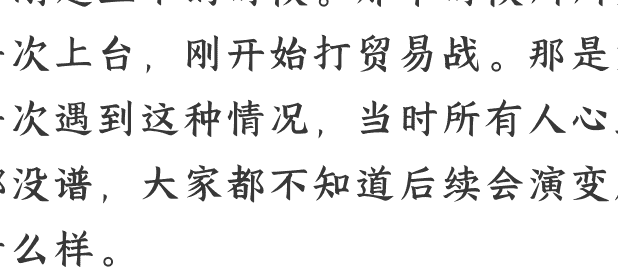 次上台，刚开始打贸易战。那是
次遇到这种情况，当时所有人心
没谱，大家都不知道后续会演变
么样。